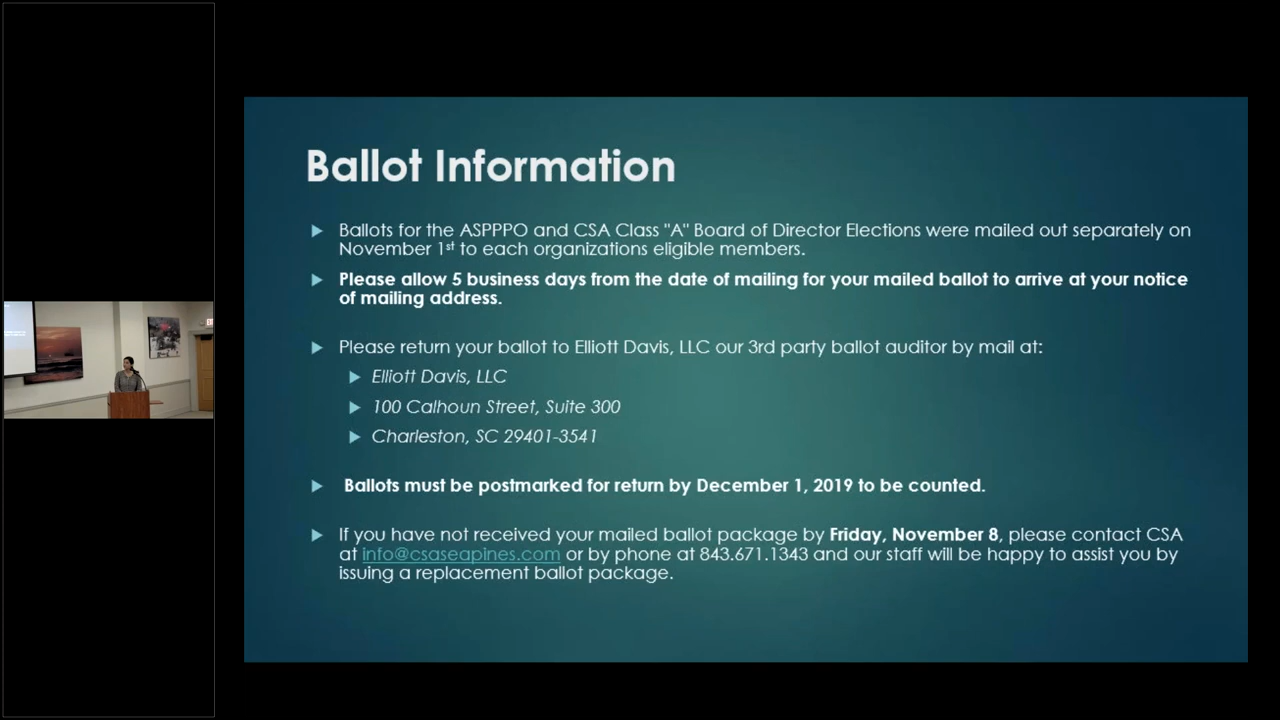 Ballot Information
Ballots for the ASPPPO and CSA Class "A" Board of Director Elections were mailed out separately on
November 1st to each organizations eligible members.
Please allow 5 business days from the date of mailing for your mailed ballot to arrive at your notice
of mailing address.
Please return your ballot to Elliott Davis, LLC our 3rd party ballot auditor by mail at:
Elliott Davis, LLC
100 Calhoun Street, Suite 300
Charleston, SC 29401-3541
Ballots must be postmarked for return by December 1, 2019 to be counted.
If you have not received your mailed ballot package by Friday, November 8, please contact CSA
at info@csaseapines.com or by phone at 843.671.1343 and our staff will be happy to assist you by
issuing a replacement ballot package.